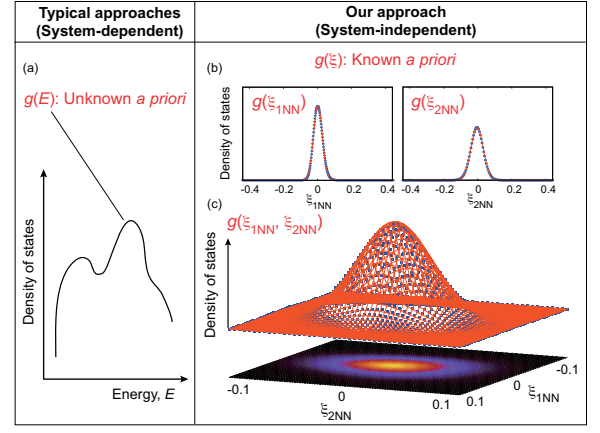 Typical approaches
(System-dependent)
Our approach
(System-independent)
(a)
g(E): Unknown a priori
Density of states
Energy, E
g(ξ): Known a priori
(b)
g(ξ1NN)
Density of states
-0.4 -0.2 0 0.2 0.4
ξ1NN
g(ξ2NN)
-0.4 -0.2 0 0.2 0.4
ξ2NN
(c)
g(ξ1NN, ξ2NN)
Density of states
-0.1
0
0.1
ξ2NN
0.1
0
-0.1
ξ1NN